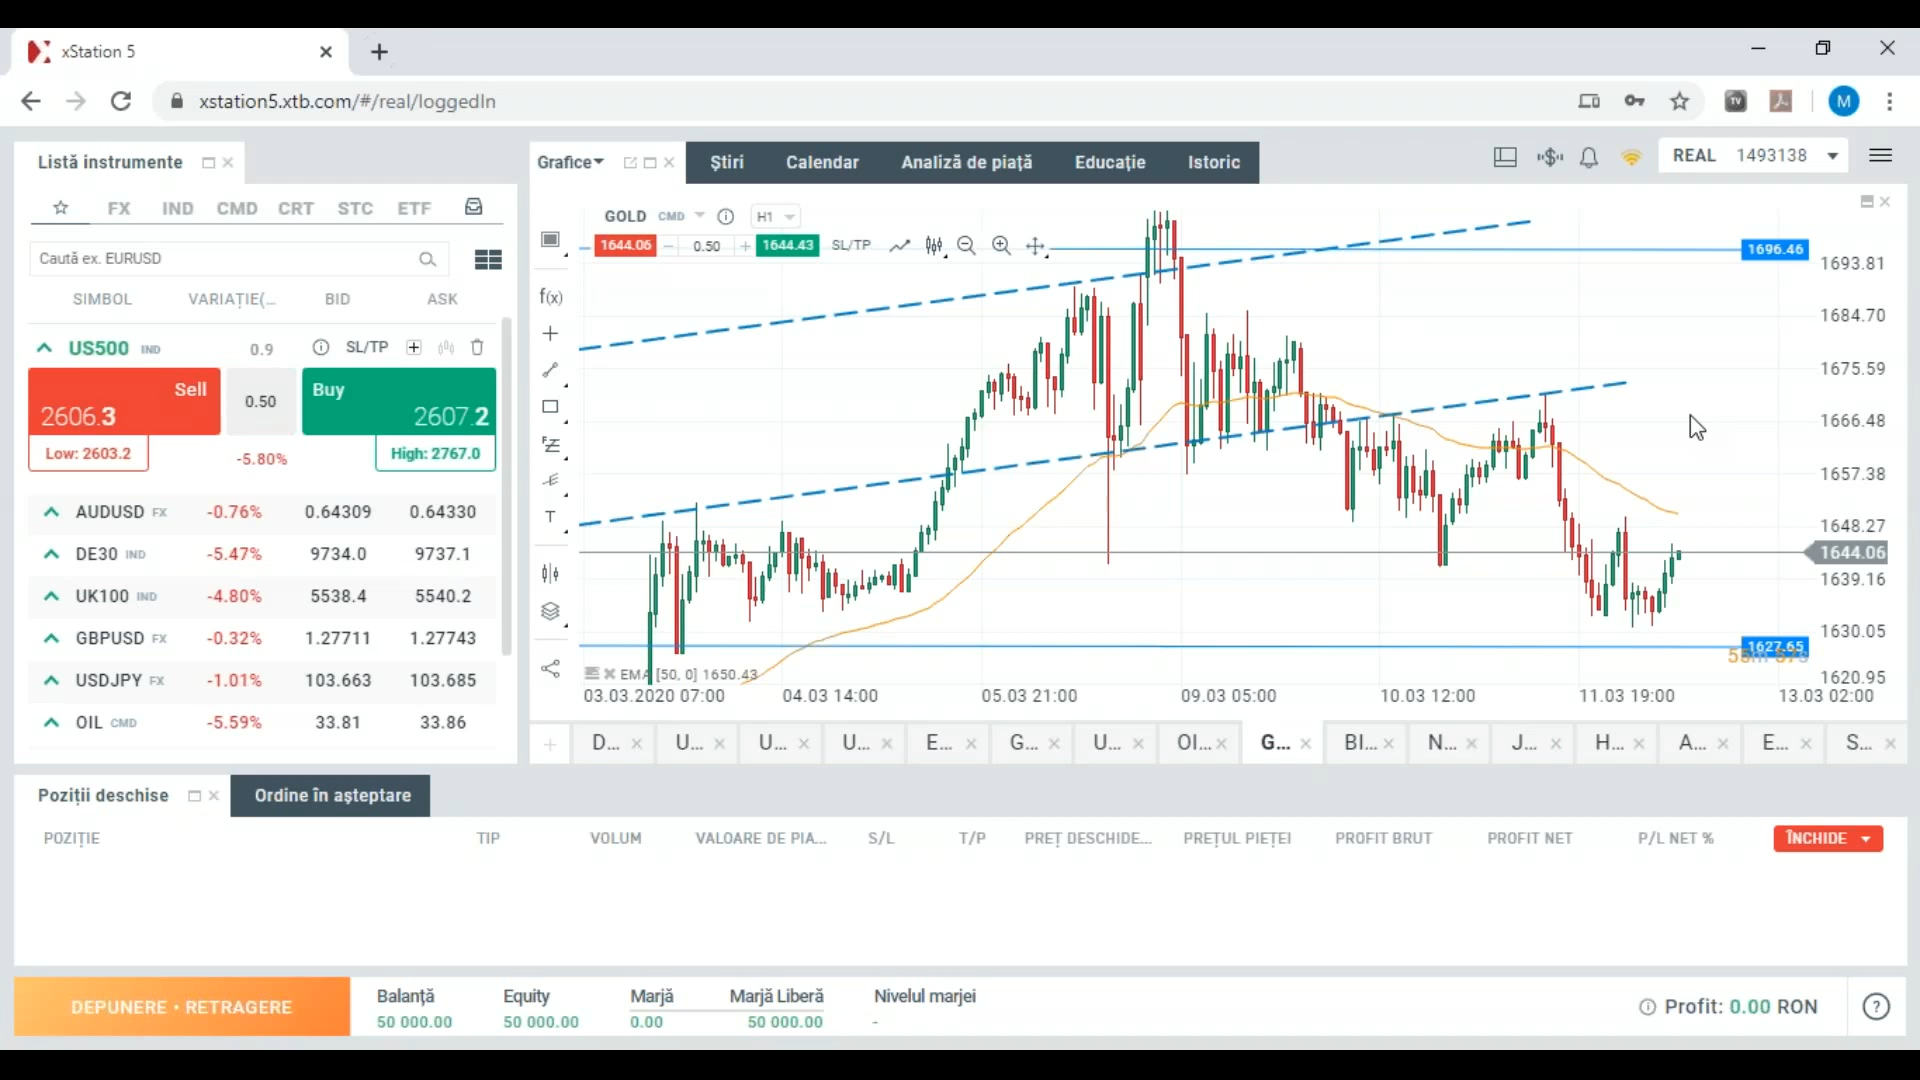 xStation 5
xstation5.xtb.com/#/real/loggedIn
M
Listă instrumente
Grafice
Știri
Calendar
Analiză de piață
Educație
Istoric
REAL 1493138
FX IND CMD CRT STC ETF
Caută ex. EURUSD
SIMBOL VARIAȚIE(... BID ASK
US500 IND 0.9 SL/TP
Sell
2606.3
0.50
Buy
2607.2
Low: 2603.2
-5.80%
High: 2767.0
AUDUSD FX -0.76% 0.64309 0.64330
DE30 IND -5.47% 9734.0 9737.1
UK100 IND -4.80% 5538.4 5540.2
GBPUSD FX -0.32% 1.27711 1.27743
USDJPY FX -1.01% 103.663 103.685
OIL CMD -5.59% 33.81 33.86
GOLD CMD H1
1644.06 0.50 1644.43 SL/TP
f(x)
T
1696.46
1693.81
1684.70
1675.59
1666.48
1657.38
1648.27
1644.06
1639.16
1630.05
1627.65
1620.95
EMA [50, 0] 1650.43
03.03.2020 07:00 04.03 14:00 05.03 21:00 09.03 05:00 10.03 12:00 11.03 19:00 13.03 02:00
D... U... U... U... E... G... U... OI... G... BI... N... J... H... A... E... S...
Poziții deschise
Ordine în așteptare
POZIȚIE TIP VOLUM VALOARE DE PIA... S/L T/P PREȚ DESCHIDE... PREȚUL PIEȚEI PROFIT BRUT PROFIT NET P/L NET % ÎNCHIDE
DEPUNERE • RETRAGERE
Balanță Equity Marjă Marjă Liberă Nivelul marjei
50 000.00 50 000.00 0.00 50 000.00 -
Profit: 0.00 RON